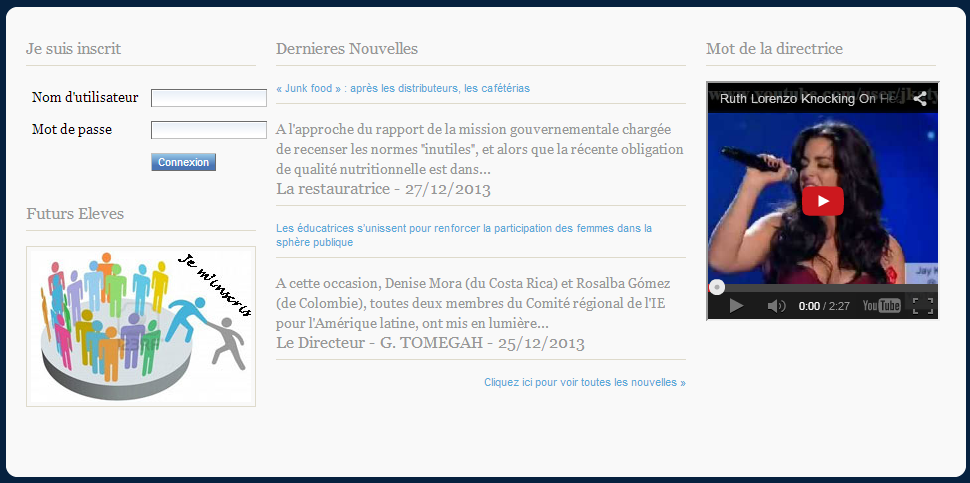 Je suis inscrit
Nom d'utilisateur
Mot de passe
Connexion
Futurs Eleves
Je m'inscris
Dernieres Nouvelles
« Junk food » : après les distributeurs, les cafétérias
A l'approche du rapport de la mission gouvernementale chargée
de recenser les normes "inutiles", et alors que la récente obligation
de qualité nutritionnelle est dans...
La restauratrice - 27/12/2013
Les éducatrices s'unissent pour renforcer la participation des femmes dans la
sphère publique
A cette occasion, Denise Mora (du Costa Rica) et Rosalba Gómez
(de Colombie), toutes deux membres du Comité régional de l'IE
pour l'Amérique latine, ont mis en lumière...
Le Directeur - G. TOMEGAH - 25/12/2013
Cliquez ici pour voir toutes les nouvelles »
Mot de la directrice
Ruth Lorenzo Knocking On He
Jay K
0:00 / 2:27
YouTube